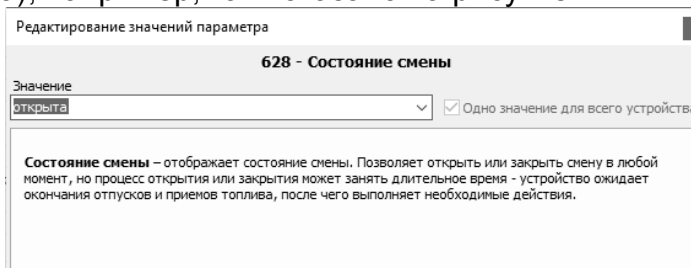 Редактирование значений параметра
628 - Состояние смены
Значение
открыта
Одно значение для всего устройства
Состояние смены – отображает состояние смены. Позволяет открыть или закрыть смену в любой
момент, но процесс открытия или закрытия может занять длительное время - устройство ожидает
окончания отпусков и приемов топлива, после чего выполняет необходимые действия.